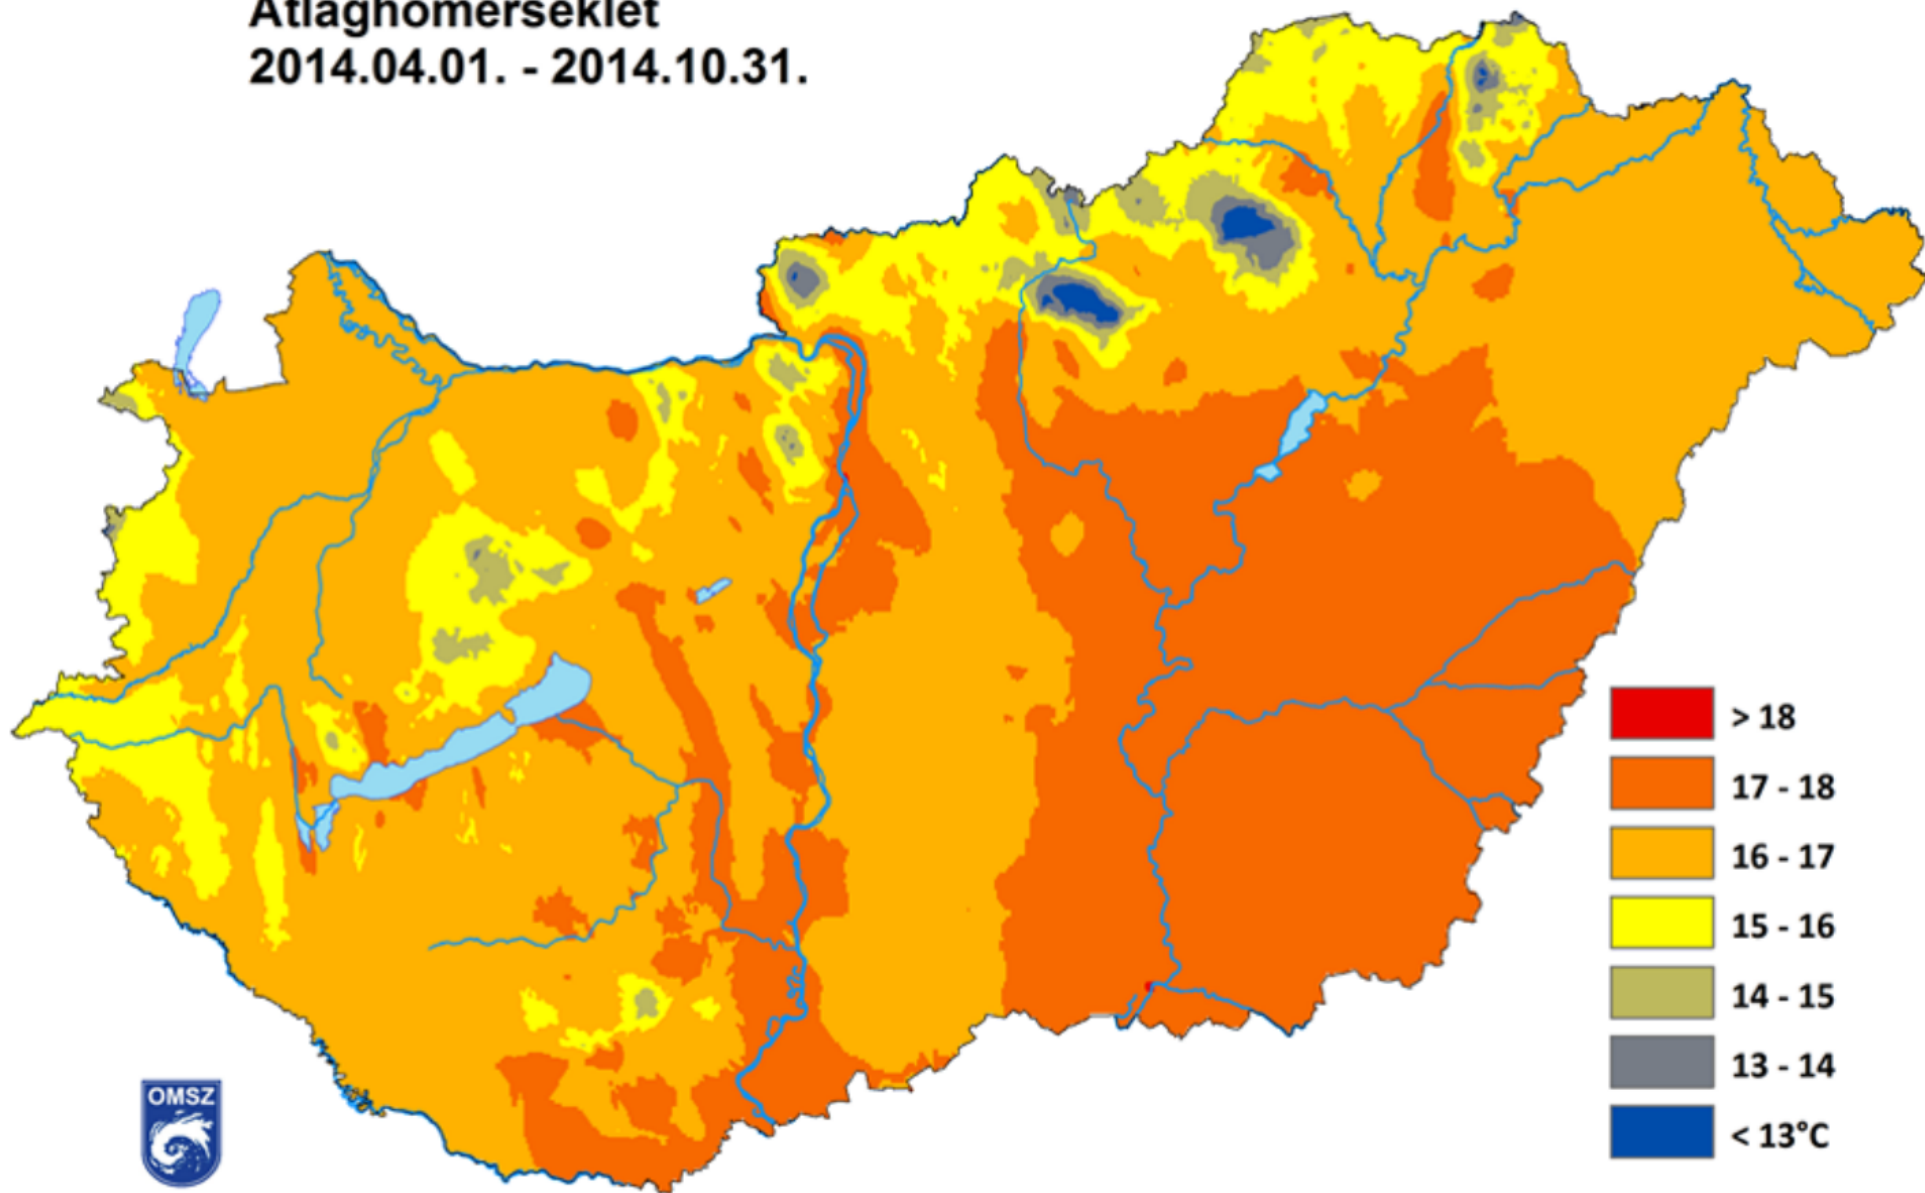 Átlaghőmérséklet
2014.04.01. - 2014.10.31.
> 18
17 - 18
16 - 17
15 - 16
14 - 15
13 - 14
< 13°C
OMSZ